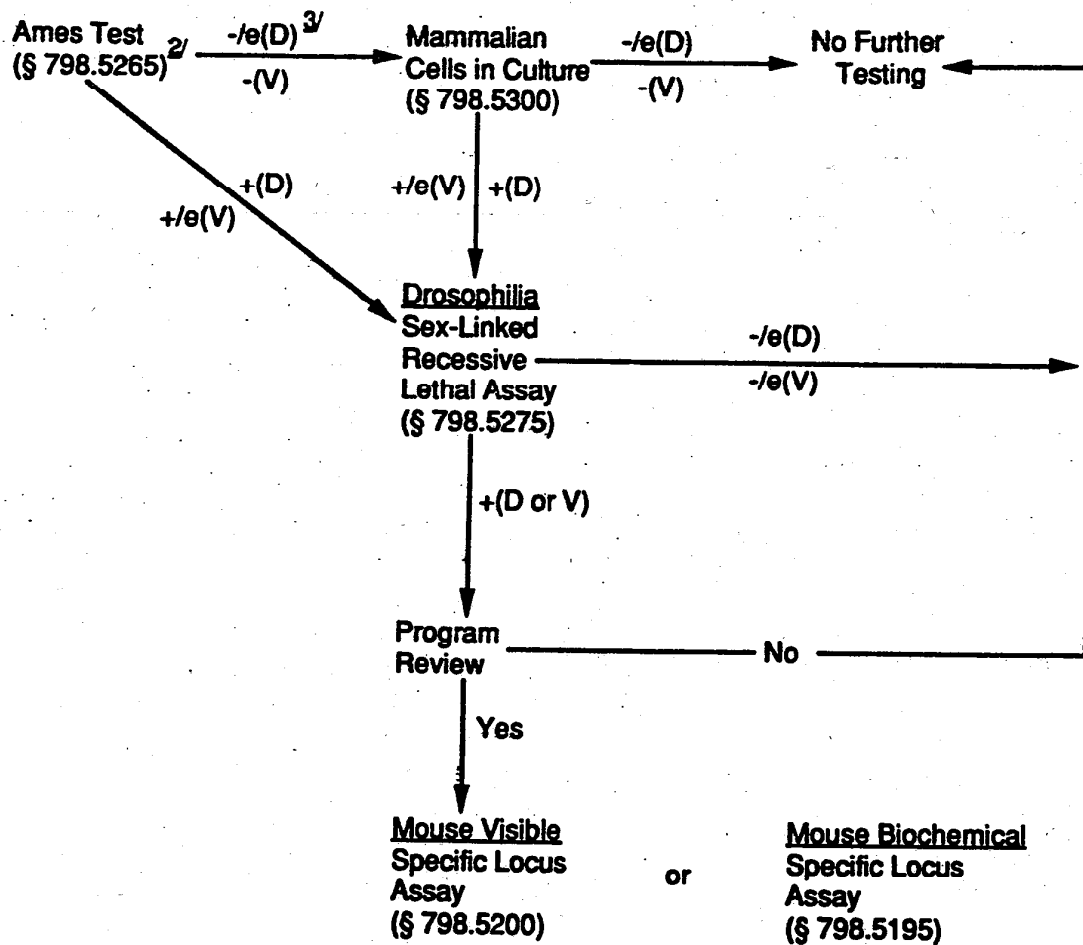 Ames Test
(§ 798.5265) 2/
-/e(D) 3/
-(V)
Mammalian
Cells in Culture
(§ 798.5300)
-/e(D)
-(V)
No Further
Testing
+(D)
+/e(V)
+/e(V)
+(D)
Drosophilia
Sex-Linked
Recessive
Lethal Assay
(§ 798.5275)
-/e(D)
-/e(V)
+(D or V)
Program
Review
No
Yes
Mouse Visible
Specific Locus
Assay
(§ 798.5200)
or
Mouse Biochemical
Specific Locus
Assay
(§ 798.5195)